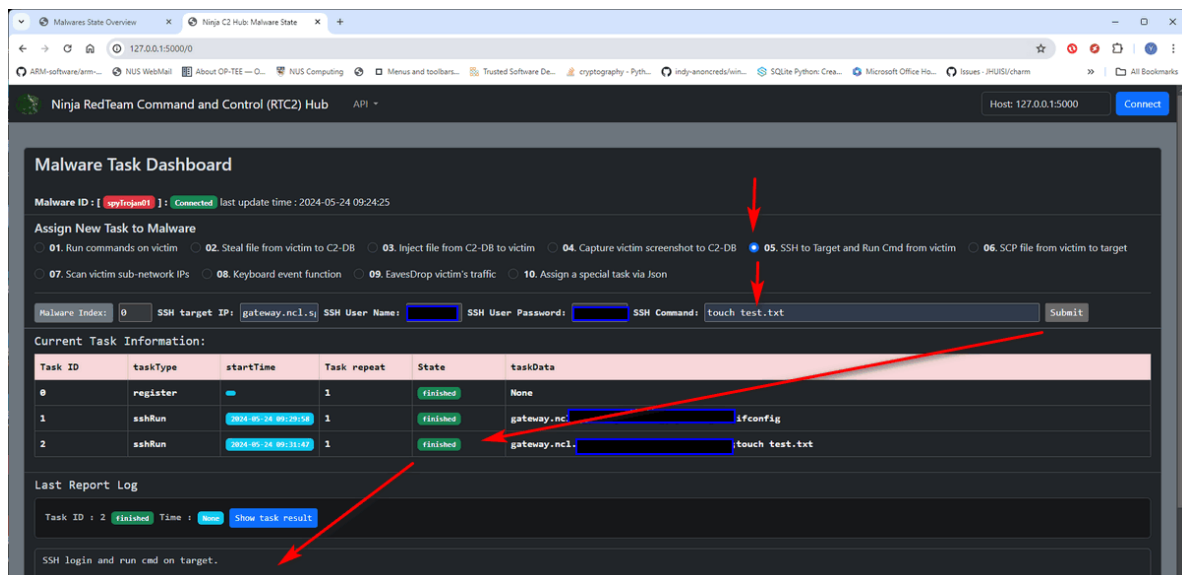 Malwares State Overview
Ninja C2 Hub: Malware State
127.0.0.1:5000/0
ARM-software/arm-... NUS WebMail About OP-TEE — O... NUS Computing Menus and toolbars... Trusted Software De... cryptography - Pyth... indy-anoncreds/win... SQLite Python: Crea... Microsoft Office Ho... Issues · JHUISI/charm » All Bookmarks
Ninja RedTeam Command and Control (RTC2) Hub API Host: 127.0.0.1:5000 Connect
Malware Task Dashboard
Malware ID : [ spyTrojan01 ] : Connected last update time : 2024-05-24 09:24:25
Assign New Task to Malware
01. Run commands on victim 02. Steal file from victim to C2-DB 03. Inject file from C2-DB to victim 04. Capture victim screenshot to C2-DB 05. SSH to Target and Run Cmd from victim 06. SCP file from victim to target
07. Scan victim sub-network IPs 08. Keyboard event function 09. EavesDrop victim's traffic 10. Assign a special task via Json
Malware Index: 0 SSH target IP: gateway.ncl.s SSH User Name: SSH User Password: SSH Command: touch test.txt Submit
Current Task Information:
Task ID taskType startTime Task repeat State taskData
0 register 1 finished None
1 sshRun 2024-05-24 09:29:58 1 finished gateway.nc ifconfig
2 sshRun 2024-05-24 09:31:47 1 finished gateway.ncl. ;touch test.txt
Last Report Log
Task ID : 2 finished Time : None Show task result
SSH login and run cmd on target.